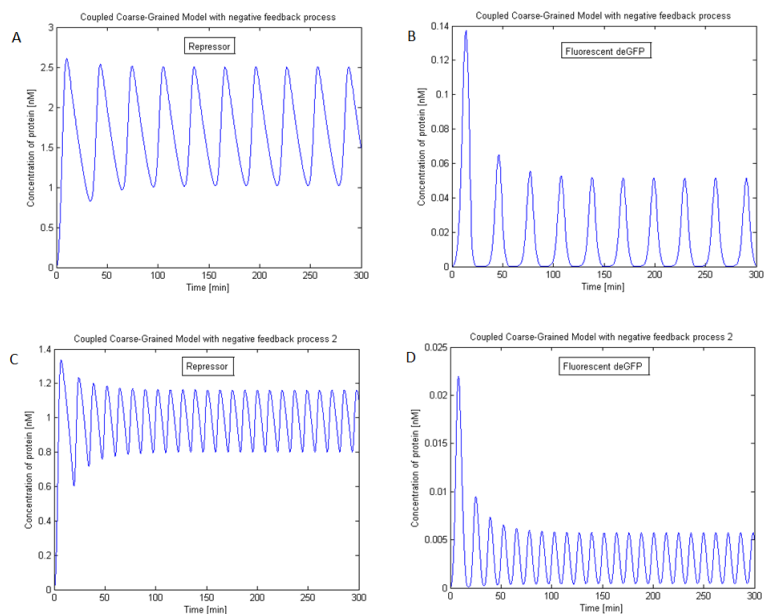 A
Coupled Coarse-Grained Model with negative feedback process
Repressor
Concentration of protein [nM]
3
2.5
2
1.5
1
0.5
0
0 50 100 150 200 250 300
Time [min]
B
Coupled Coarse-Grained Model with negative feedback process
Fluorescent deGFP
Concentration of protein [nM]
0.14
0.12
0.1
0.08
0.06
0.04
0.02
0
0 50 100 150 200 250 300
Time [min]
C
Coupled Coarse-Grained Model with negative feedback process 2
Repressor
Concentration of protein [nM]
1.4
1.2
1
0.8
0.6
0.4
0.2
0
0 50 100 150 200 250 300
Time [min]
D
Coupled Coarse-Grained Model with negative feedback process 2
Fluorescent deGFP
Concentration of protein [nM]
0.025
0.02
0.015
0.01
0.005
0
0 50 100 150 200 250 300
Time [min]